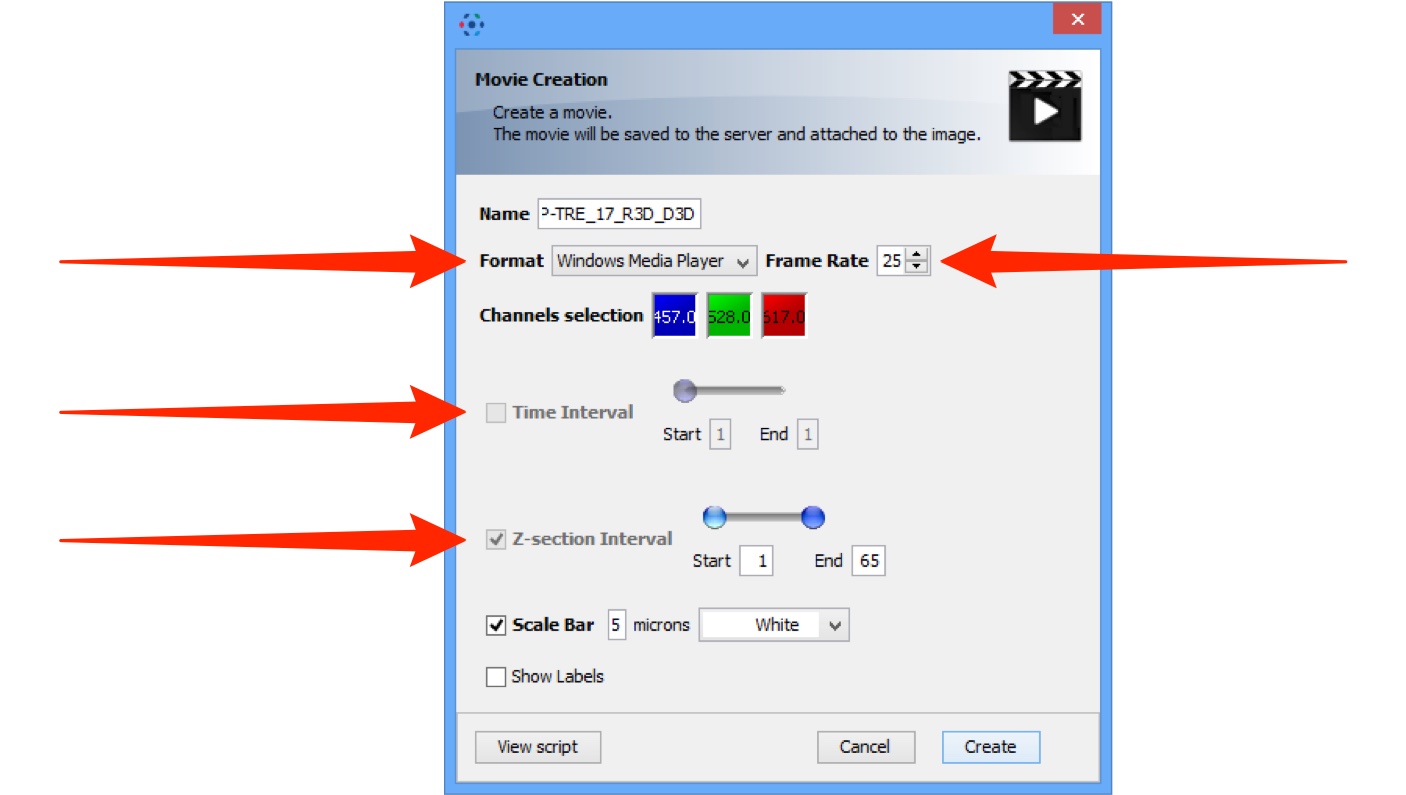 Movie Creation
Create a movie.
The movie will be saved to the server and attached to the image.
Name P-TRE_17_R3D_D3D
Format Windows Media Player Frame Rate 25
Channels selection 457.0 528.0 617.0
Time Interval
Start 1 End 1
Z-section Interval
Start 1 End 65
Scale Bar 5 microns White
Show Labels
View script Cancel Create